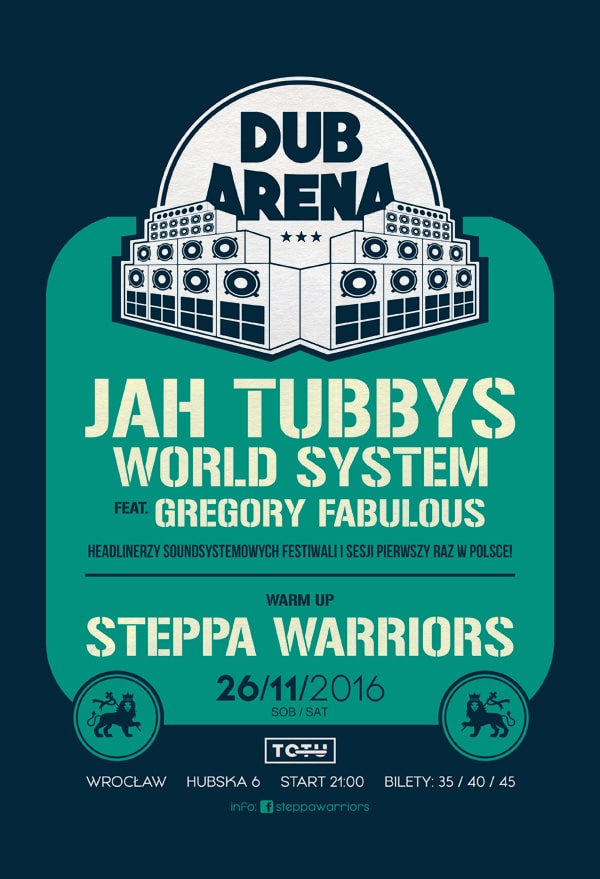 DUB
ARENA
JAH TUBBYS
WORLD SYSTEM
FEAT. GREGORY FABULOUS
HEADLINERZY SOUNDSYSTEMOWYCH FESTIWALI I SESJI PIERWSZY RAZ W POLSCE!
WARM UP
STEPPA WARRIORS
26/11/2016
SOB / SAT
TOTU
WROCŁAW HUBSKA 6 START 21:00 BILETY: 35 / 40 / 45
info: f steppawarriors